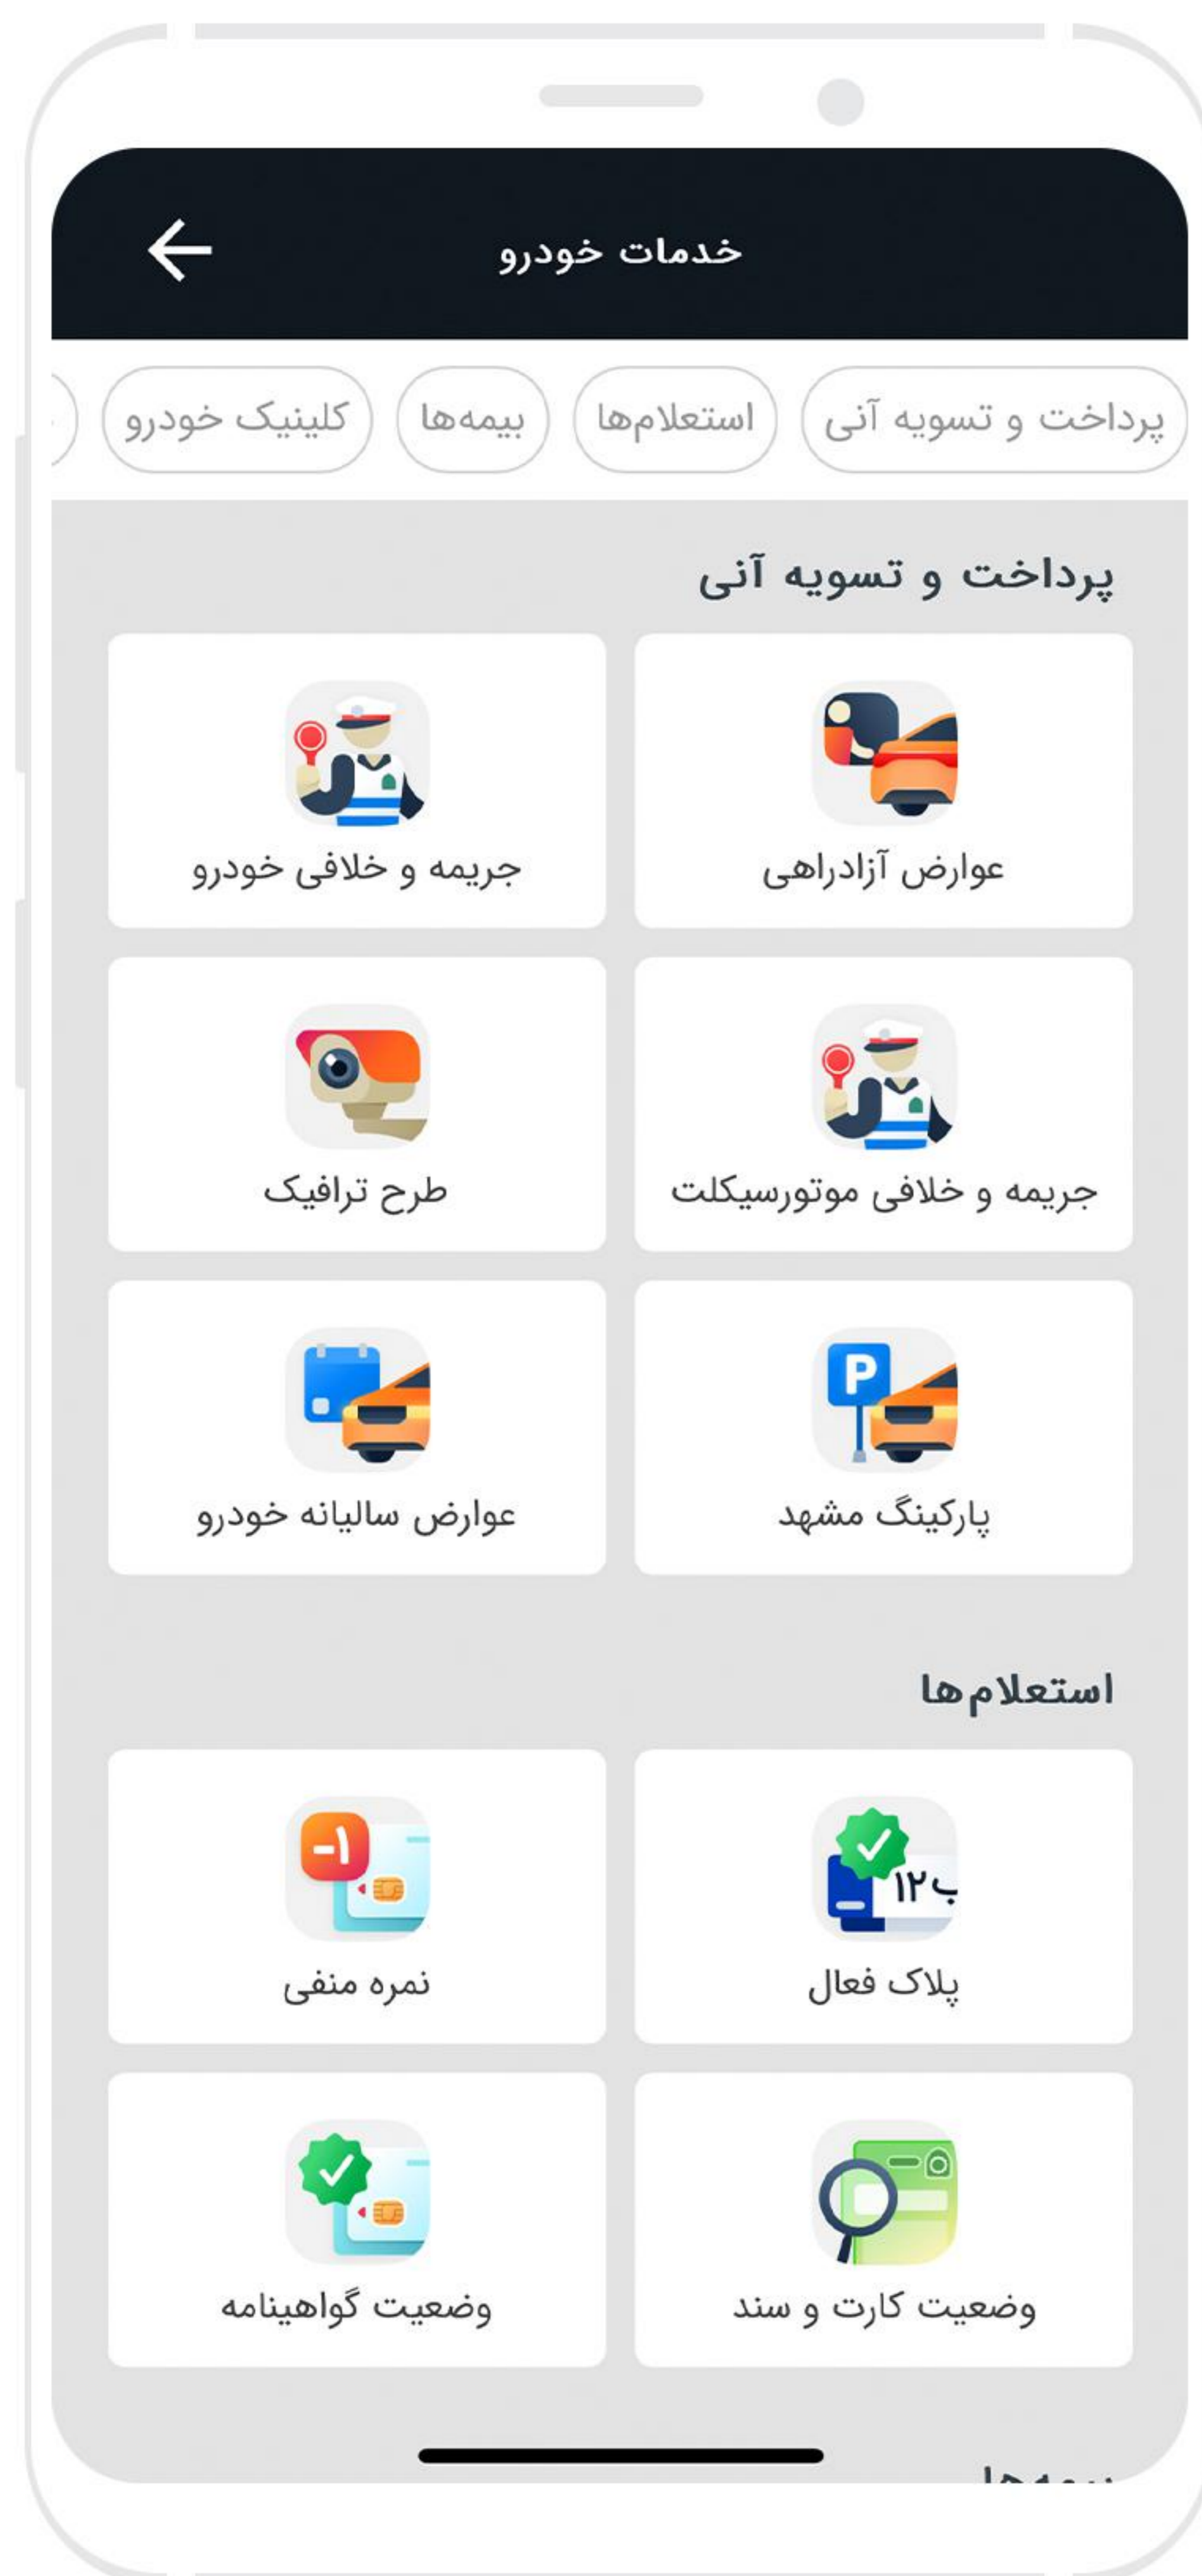 خدمات خودرو
پرداخت و تسویه آنی
استعلام‌ها
بیمه‌ها
کلینیک خودرو
پرداخت و تسویه آنی
عوارض آزادراهی
جریمه و خلافی خودرو
جریمه و خلافی موتورسیکلت
طرح ترافیک
P
پارکینگ مشهد
عوارض سالیانه خودرو
استعلام‌ها
۱۲ب
پلاک فعال
-۱
نمره منفی
وضعیت کارت و سند
وضعیت گواهینامه